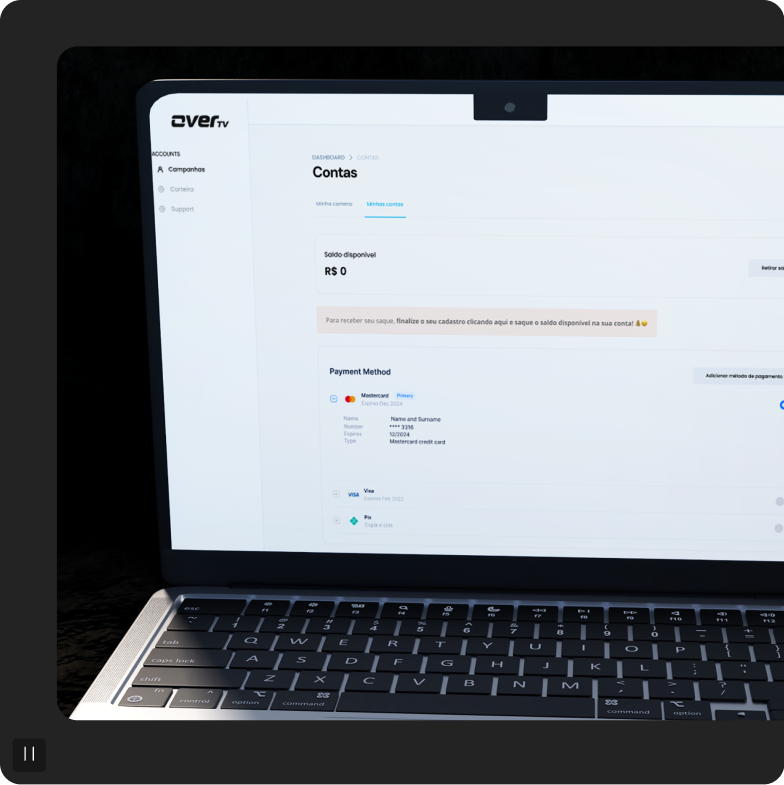 over TV
ACCOUNTS
Campanhas
Carteira
Support
DASHBOARD > CONTAS
Contas
Minha carteira
Minhas contas
Saldo disponível
R$ 0
Retirar
Para receber seu saque, finalize o seu cadastro clicando aqui e saque o saldo disponível na sua conta!
Payment Method
Adicionar método de pagamento
Mastercard Primary
Expires Dec 2024
Name Name and Surname
Number **** 3316
Expires 12/2024
Type Mastercard credit card
VISA Visa
Expires Feb 2022
Pix
Copia e cola
esc f1 f2 f3 f4 f5 f6 f7 f8 f9 f10 f11 f12
~ ! 1 @ 2 # 3 $ 4 % 5 ^ 6 & 7 * 8 ( 9 ) 0 _ - + =
tab Q W E R T Y U I O P { [ } ]
caps lock A S D F G H J K L : ; " '
shift Z X C V B N M < , > . ? /
fn control option command command option